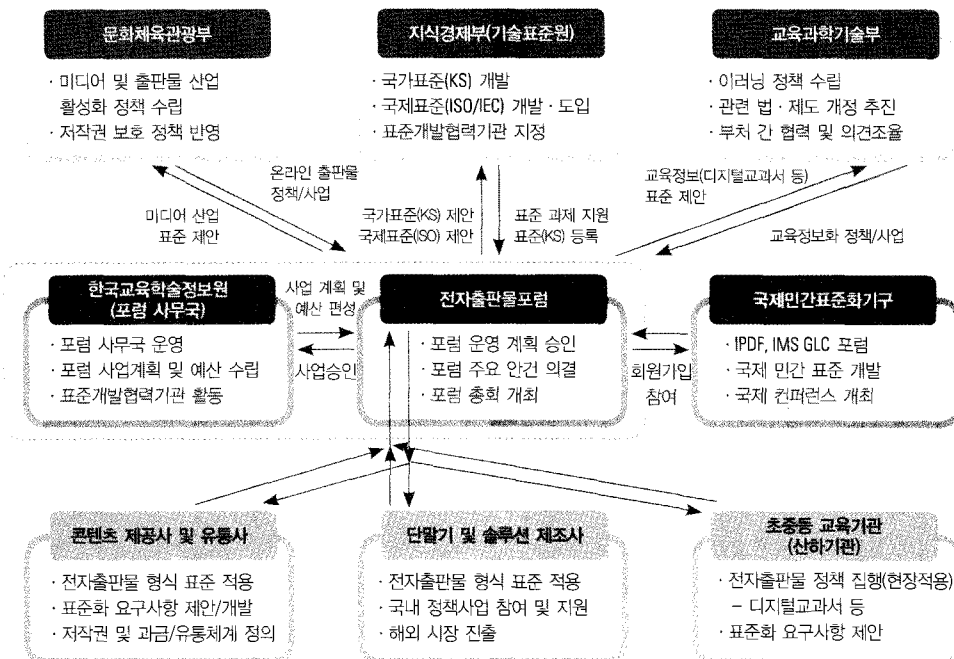 문화체육관광부
· 미디어 및 출판물 산업
활성화 정책 수립
· 저작권 보호 정책 반영
지식경제부(기술표준원)
· 국가표준(KS) 개발
· 국제표준(ISO/IEC) 개발 · 도입
· 표준개발협력기관 지정
교육과학기술부
· 이러닝 정책 수립
· 관련 법 · 제도 개정 추진
· 부처 간 협력 및 의견조율
온라인 출판물
정책/사업
미디어 산업
표준 제안
국가표준(KS) 제안
국제표준(ISO) 제안
표준 과제 지원
표준(KS) 등록
교육정보(디지털교과서 등)
표준 제안
교육정보화 정책/사업
한국교육학술정보원
(포럼 사무국)
· 포럼 사무국 운영
· 포럼 사업계획 및 예산 수립
· 표준개발협력기관 활동
사업 계획 및
예산 편성
사업승인
전자출판물포럼
· 포럼 운영 계획 승인
· 포럼 주요 안건 의결
· 포럼 총회 개최
회원가입
참여
국제민간표준화기구
· IPDF, IMS GLC 포럼
· 국제 민간 표준 개발
· 국제 컨퍼런스 개최
콘텐츠 제공사 및 유통사
· 전자출판물 형식 표준 적용
· 표준화 요구사항 제안/개발
· 저작권 및 과금/유통체계 정의
단말기 및 솔루션 제조사
· 전자출판물 형식 표준 적용
· 국내 정책사업 참여 및 지원
· 해외 시장 진출
초중등 교육기관
(산하기관)
· 전자출판물 정책 집행(현장적용)
– 디지털교과서 등
· 표준화 요구사항 제안